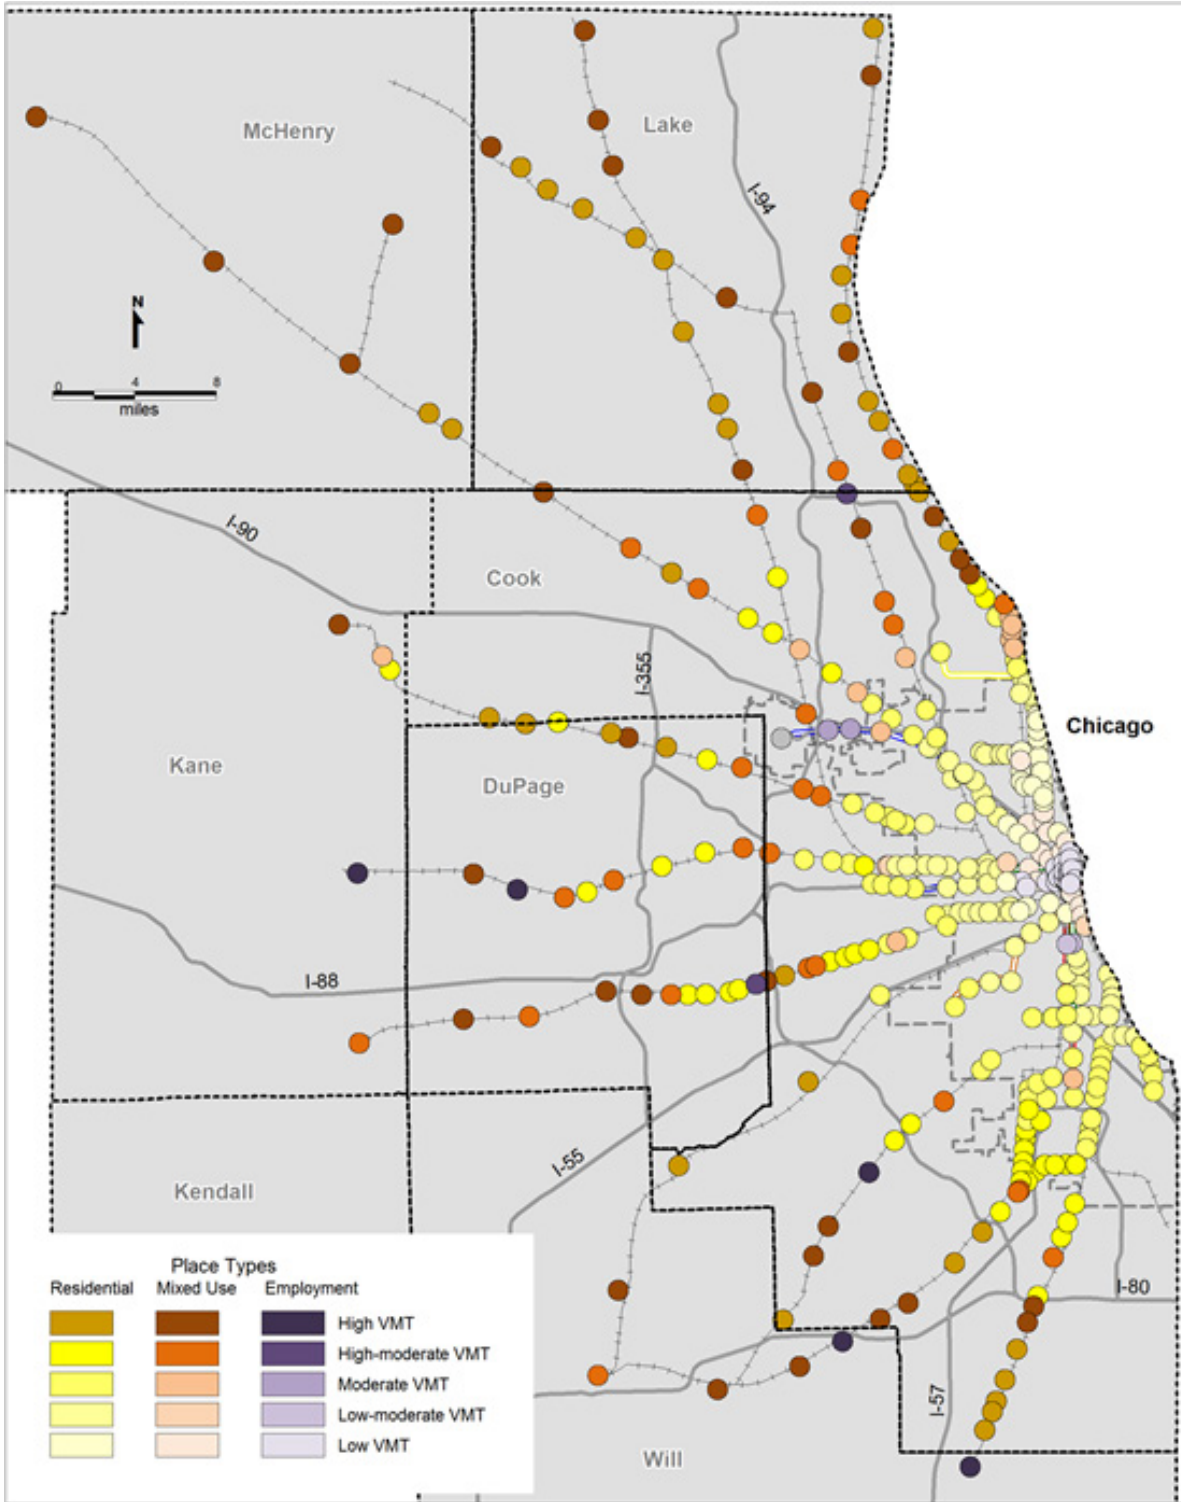 McHenry
Lake
I-94
N
0 4 8
miles
I-90
Cook
I-355
Chicago
Kane
DuPage
I-88
I-55
Kendall
I-80
I-57
Will
Place Types
Residential Mixed Use Employment
High VMT
High-moderate VMT
Moderate VMT
Low-moderate VMT
Low VMT